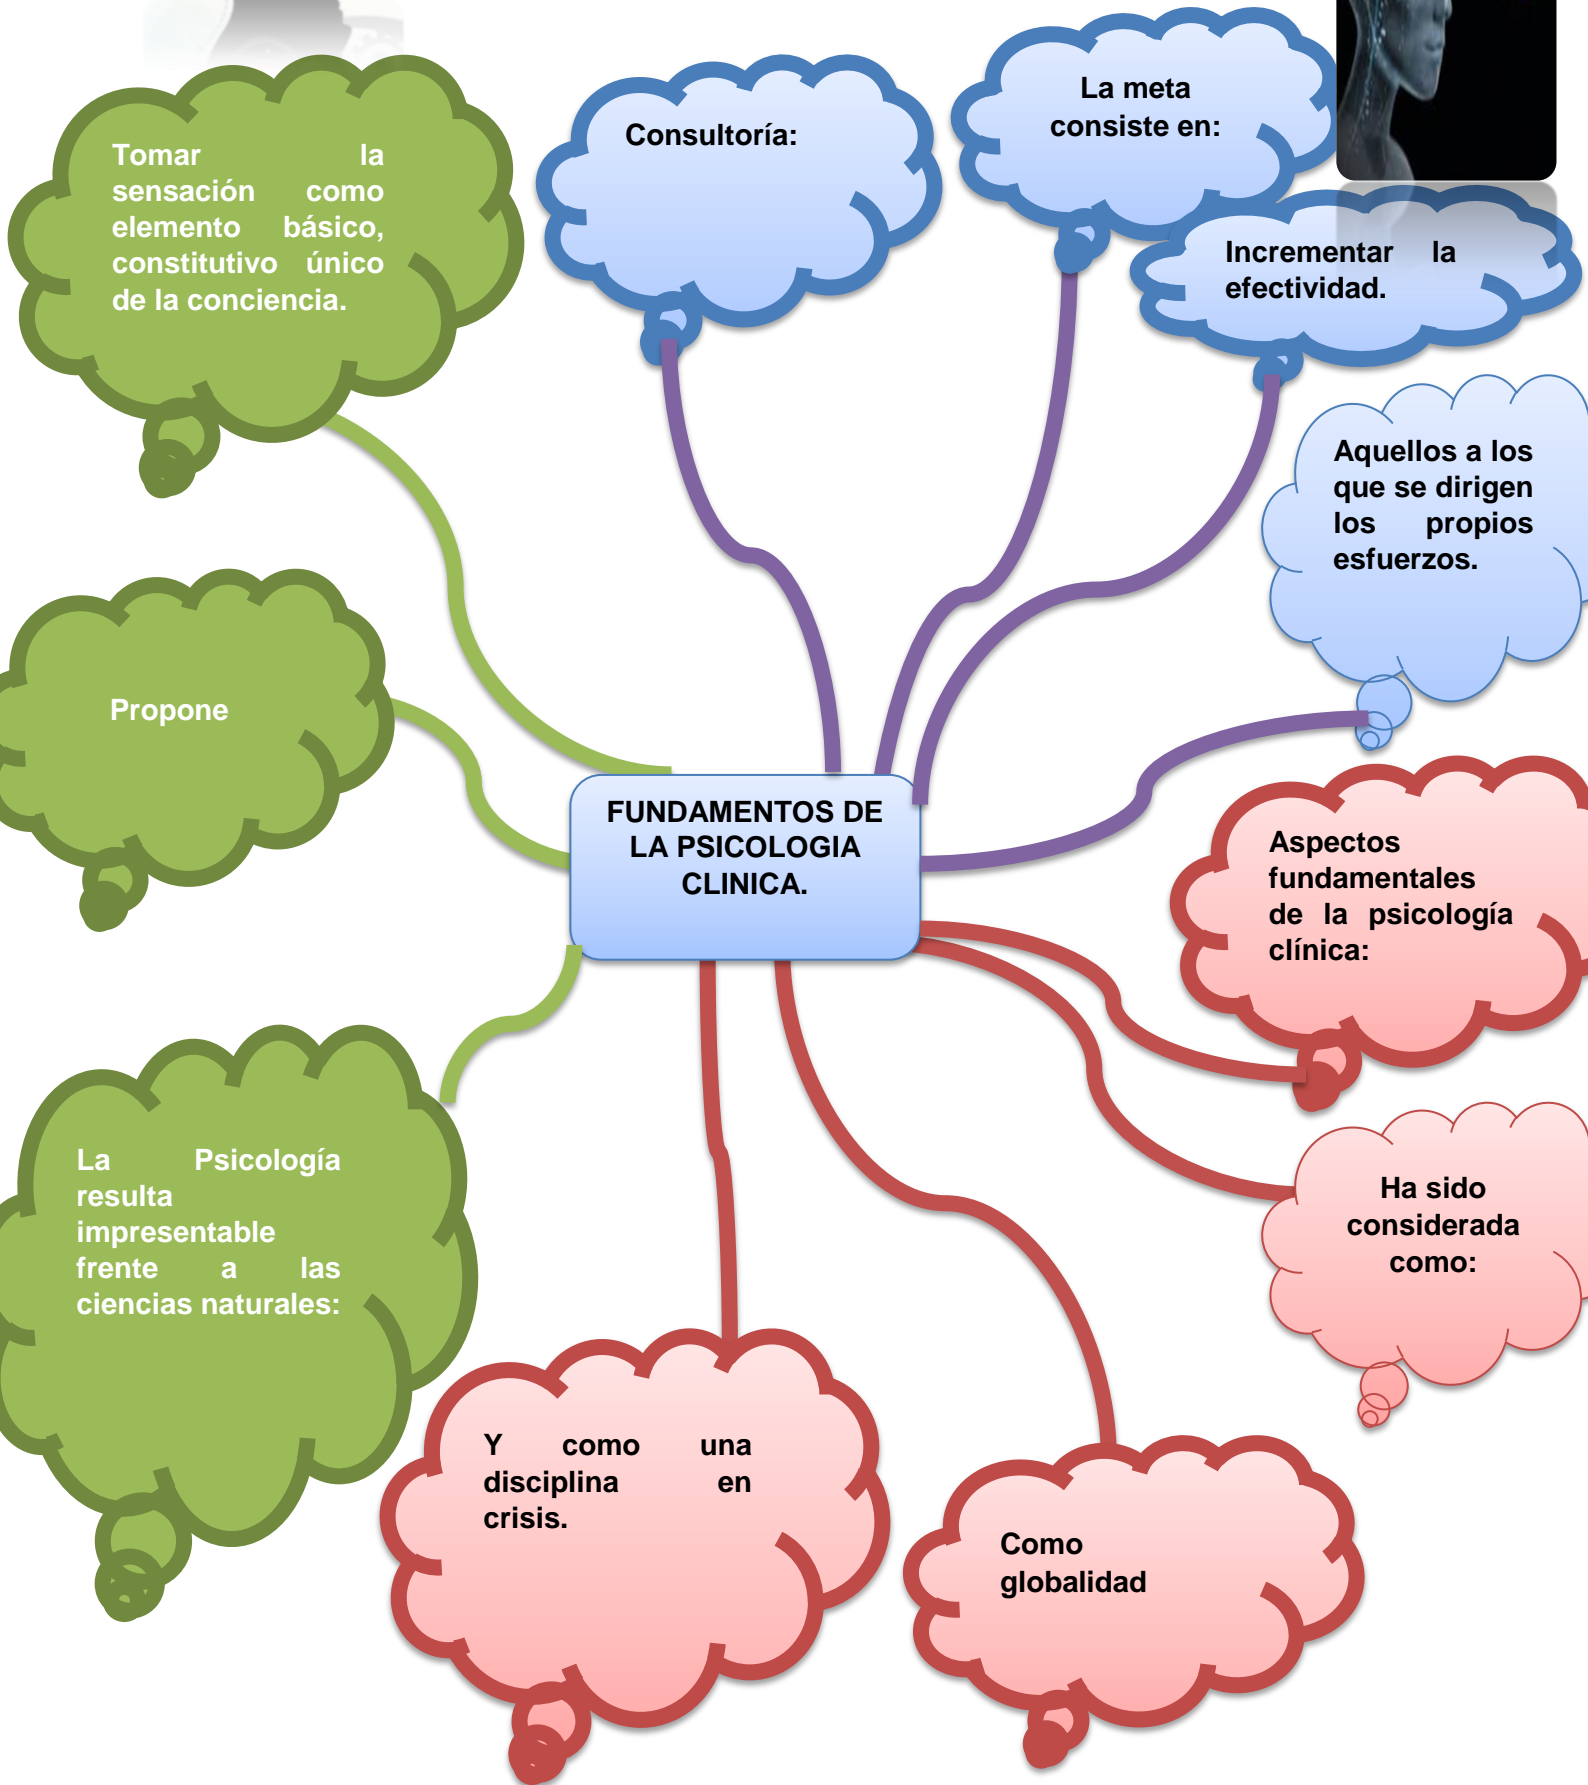 Tomar la
sensación como
elemento básico,
constitutivo único
de la conciencia.
Consultoría:
La meta
consiste en:
Incrementar la
efectividad.
Aquellos a los
que se dirigen
los propios
esfuerzos.
Propone
FUNDAMENTOS DE
LA PSICOLOGIA
CLINICA.
Aspectos
fundamentales
de la psicología
clínica:
La Psicología
resulta
impresentable
frente a las
ciencias naturales:
Ha sido
considerada
como:
Y como una
disciplina en
crisis.
Como
globalidad